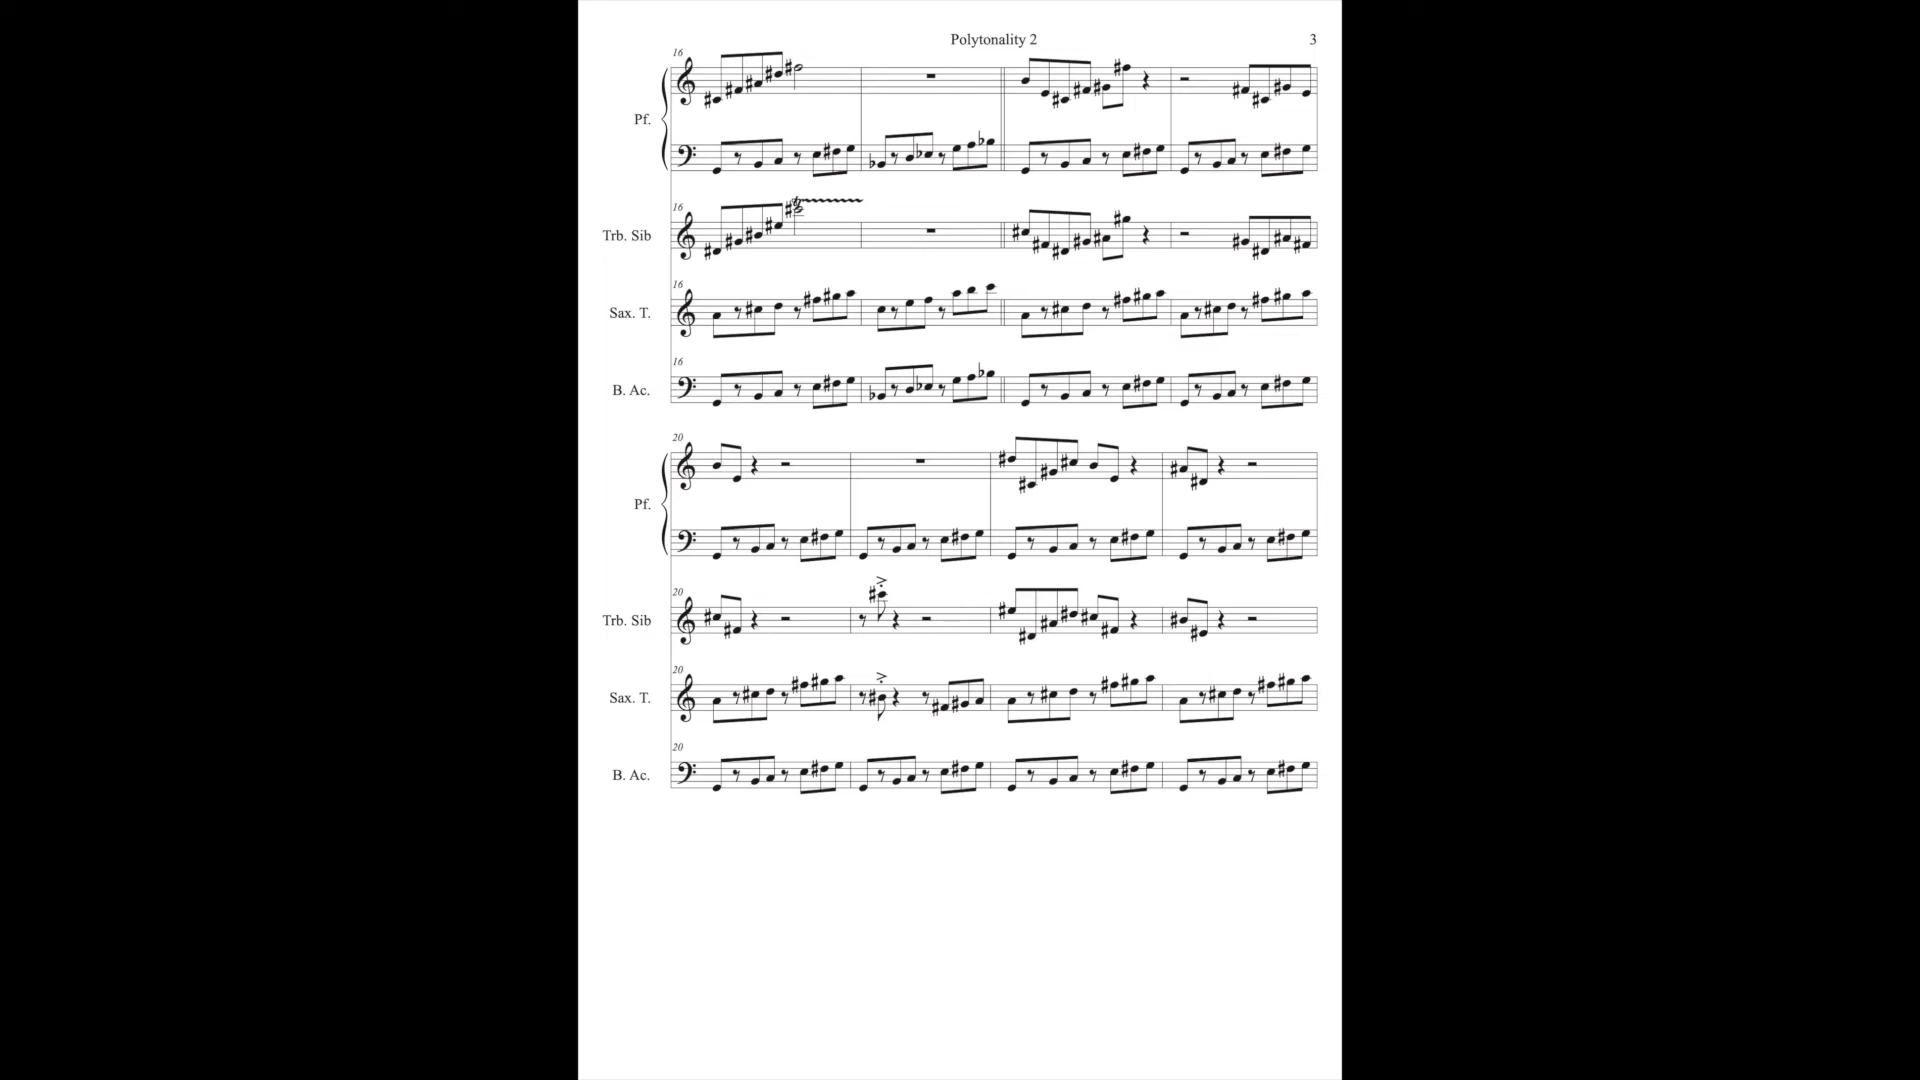 Polytonality 2
3
16
Pf.
16
Trb. Sib
16
Sax. T.
16
B. Ac.
20
Pf.
20
Trb. Sib
20
Sax. T.
20
B. Ac.